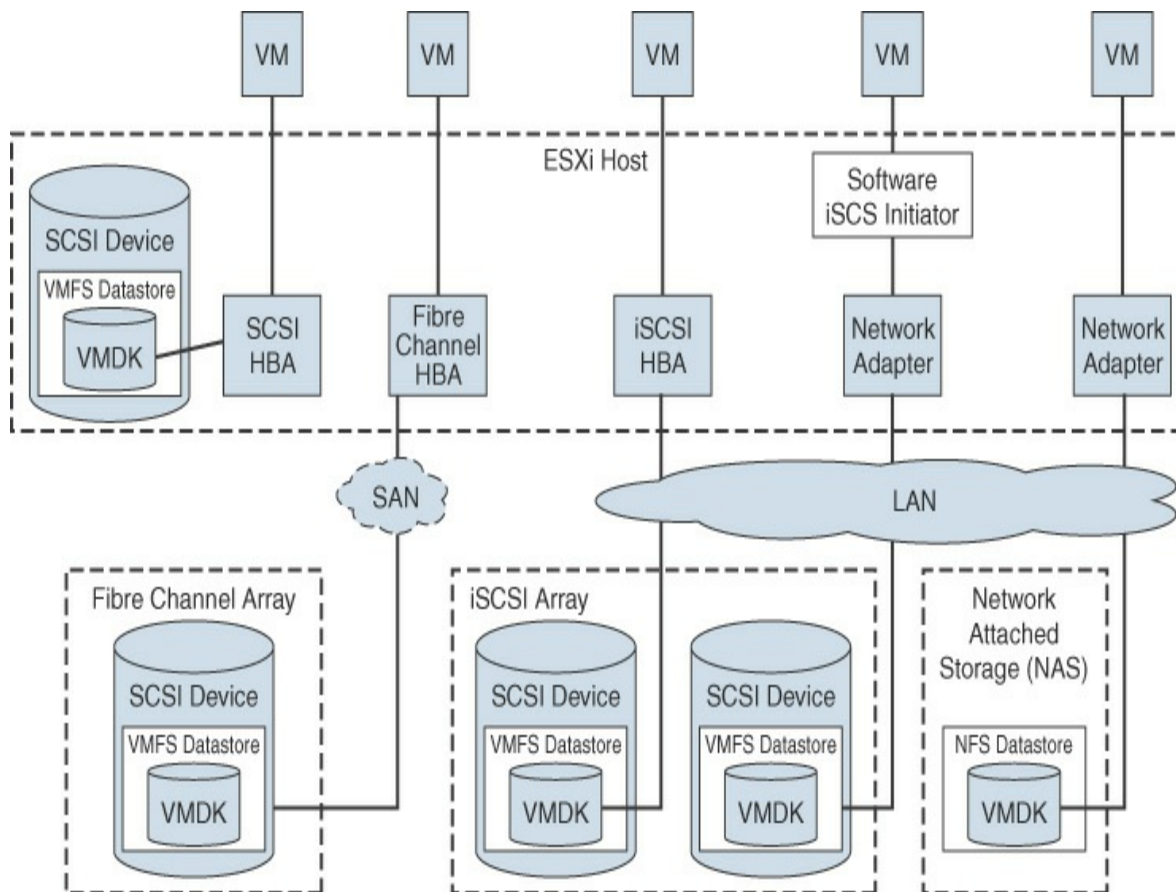 VM
VM
VM
VM
VM
ESXi Host
Software
iSCS Initiator
SCSI Device
VMFS Datastore
VMDK
SCSI
HBA
Fibre
Channel
HBA
iSCSI
HBA
Network
Adapter
Network
Adapter
SAN
LAN
Fibre Channel Array
SCSI Device
VMFS Datastore
VMDK
iSCSI Array
SCSI Device
VMFS Datastore
VMDK
SCSI Device
VMFS Datastore
VMDK
Network
Attached
Storage (NAS)
NFS Datastore
VMDK